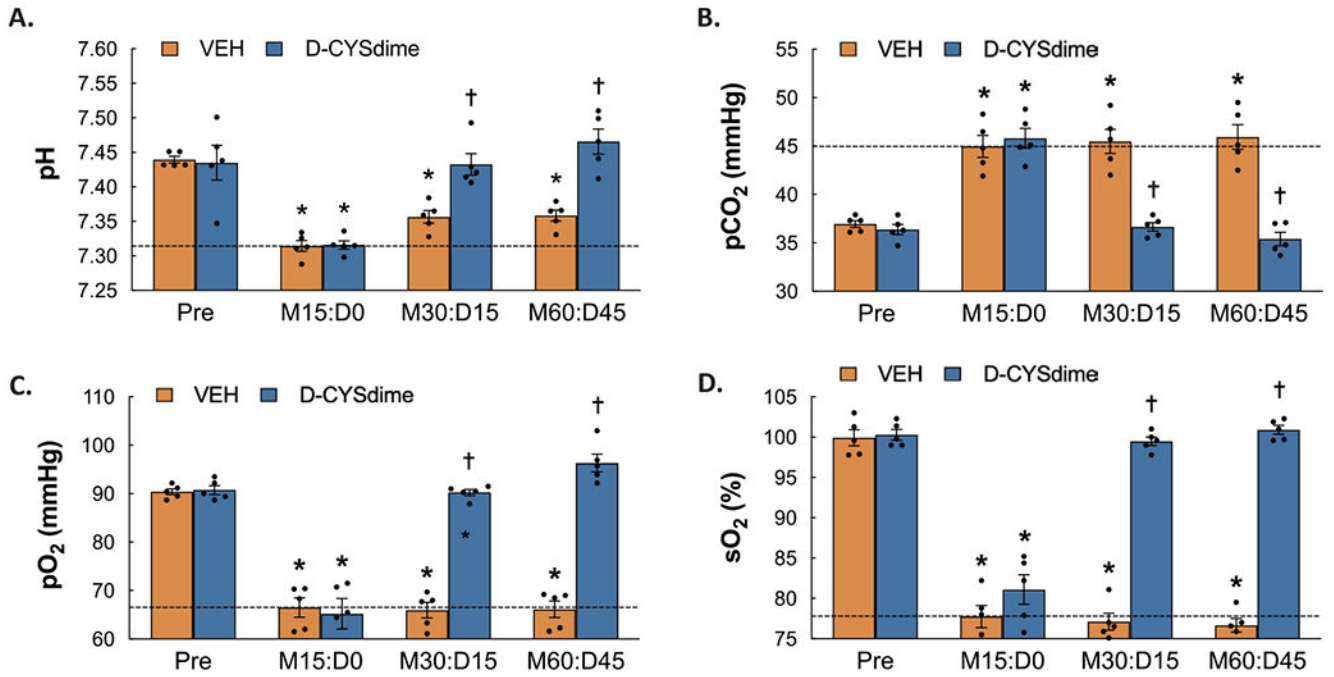 A.
VEH D-CYSdime
pH
7.60
7.55
7.50
7.45
7.40
7.35
7.30
7.25
† †
* * * *
Pre M15:D0 M30:D15 M60:D45
B.
VEH D-CYSdime
pCO₂ (mmHg)
55
50
45
40
35
30
* * * *
† †
Pre M15:D0 M30:D15 M60:D45
C.
VEH D-CYSdime
pO₂ (mmHg)
110
100
90
80
70
60
† †
*
* * * *
Pre M15:D0 M30:D15 M60:D45
D.
VEH D-CYSdime
sO₂ (%)
105
100
95
90
85
80
75
† †
* * * *
Pre M15:D0 M30:D15 M60:D45